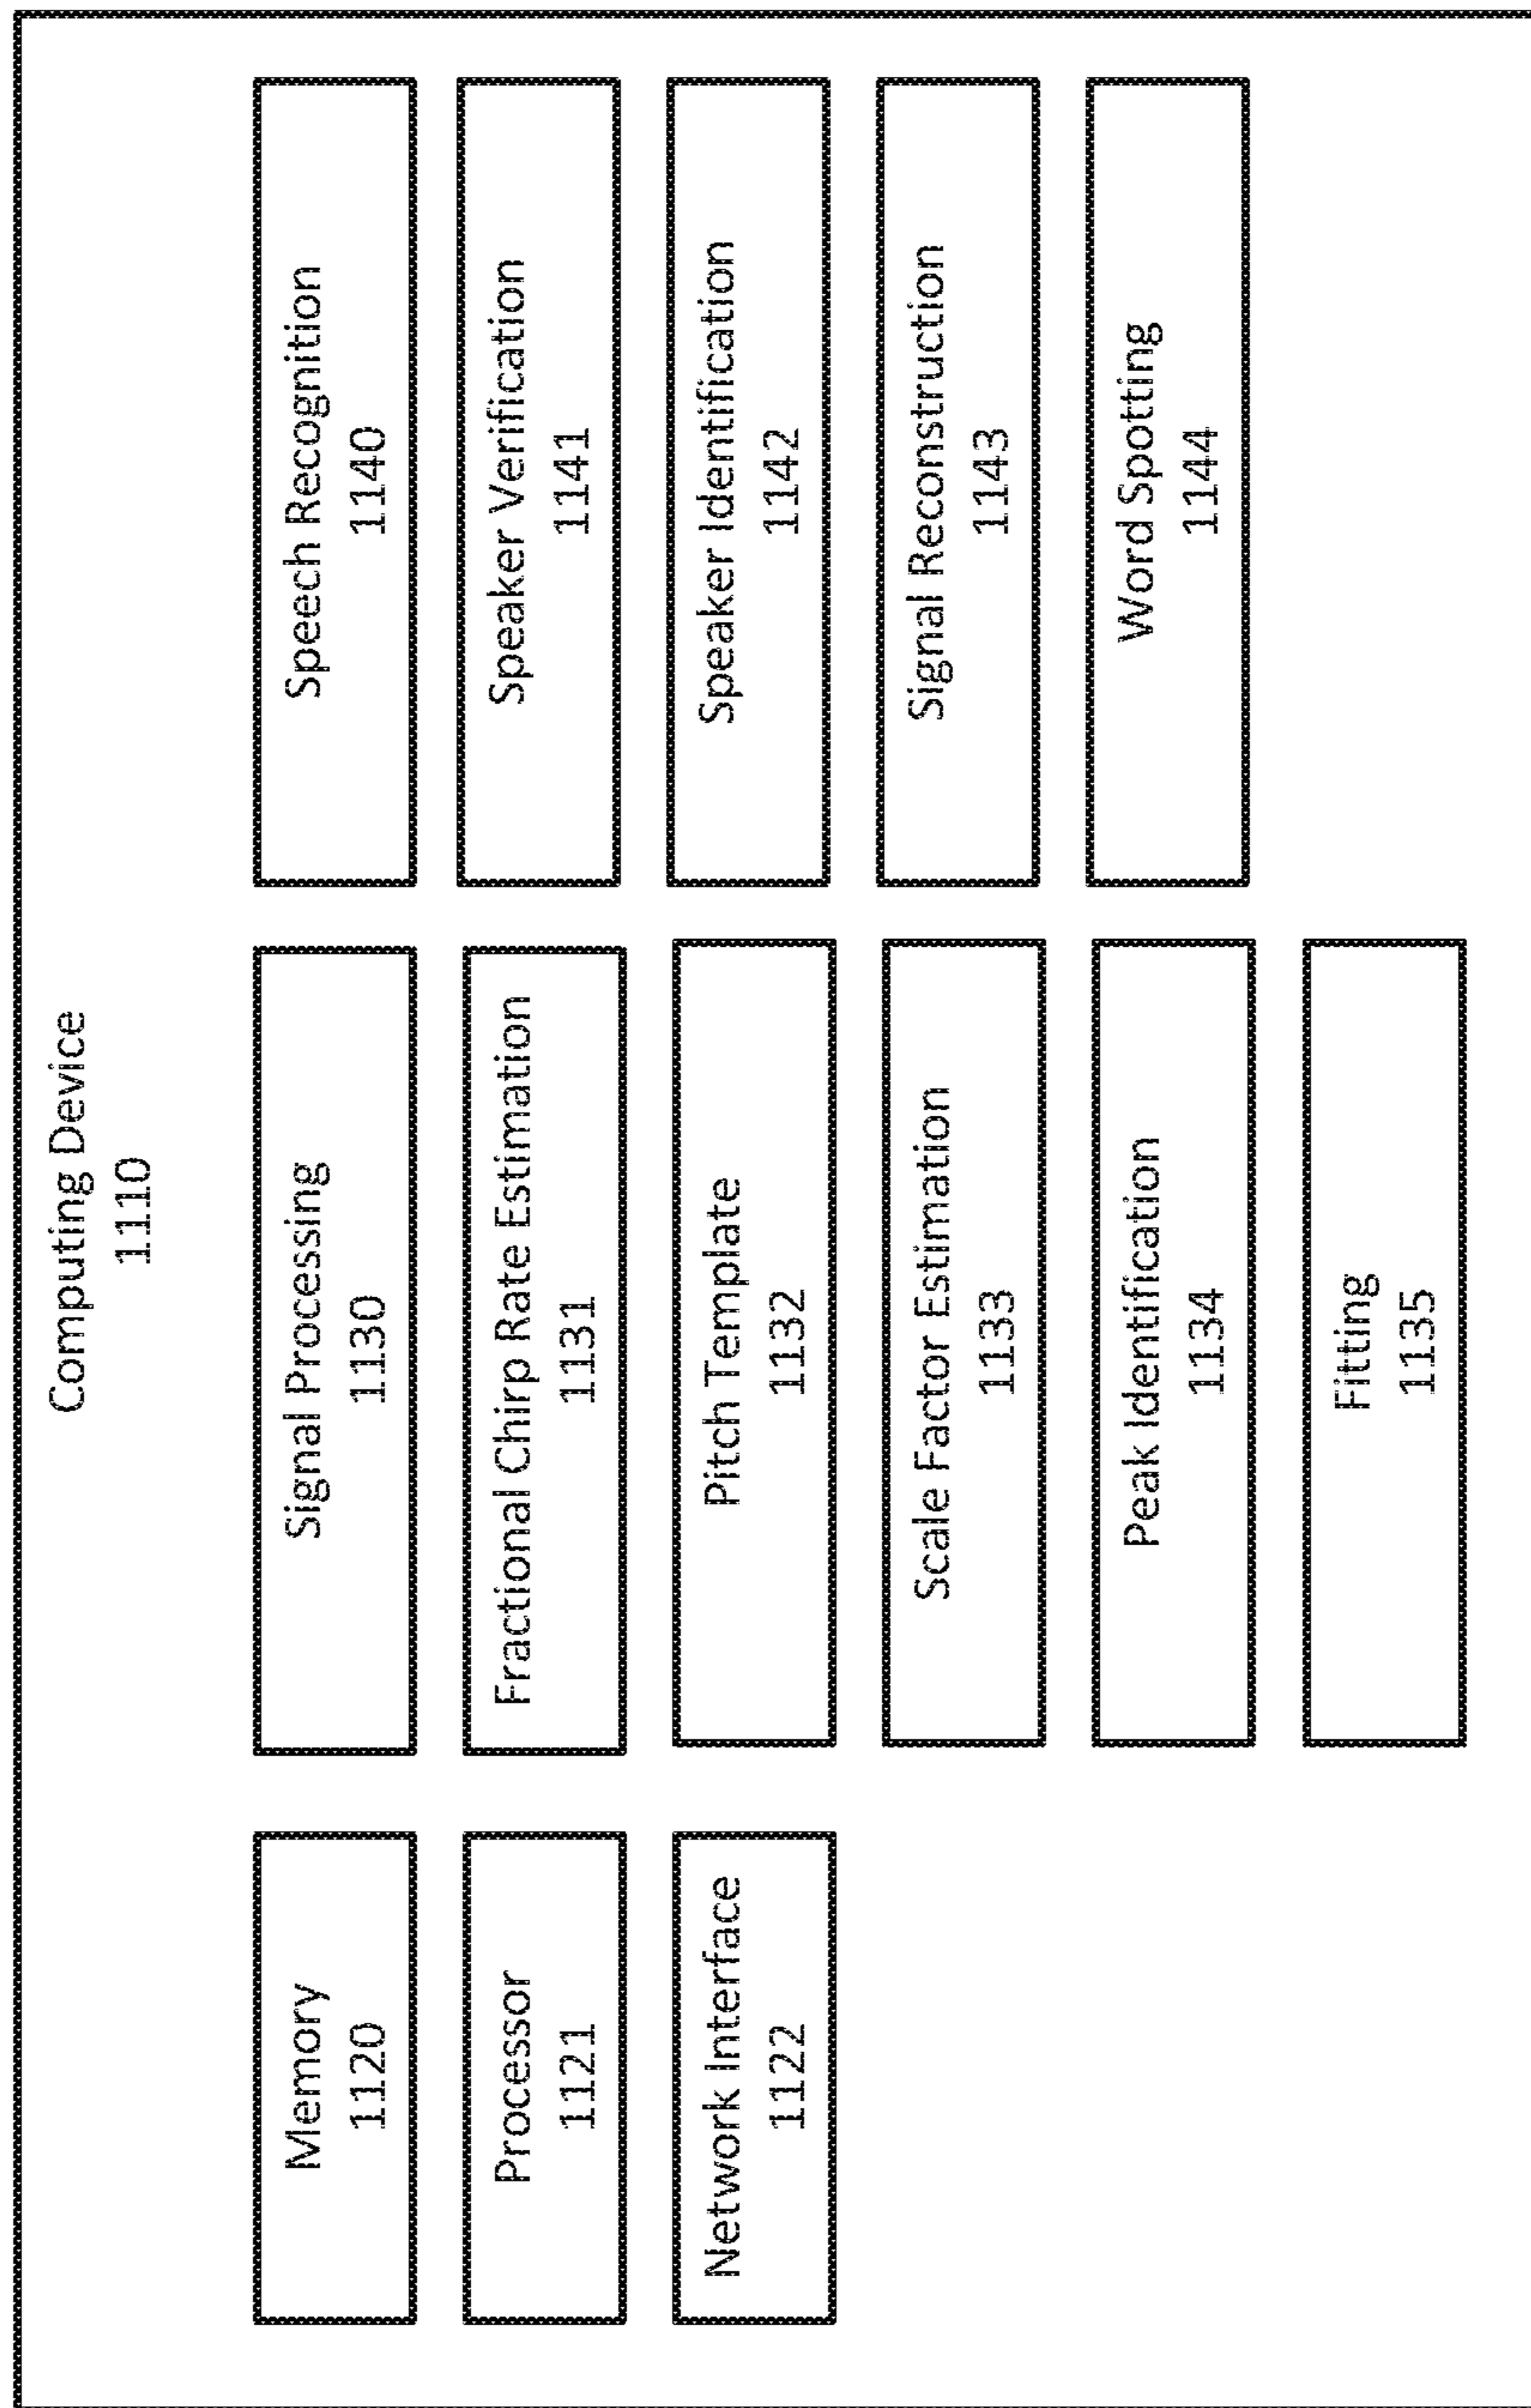 Computing Device
1110
Memory
1120
Processor
1121
Network Interface
1122
Signal Processing
1130
Fractional Chirp Rate Estimation
1131
Pitch Template
1132
Scale Factor Estimation
1133
Peak Identification
1134
Fitting
1135
Speech Recognition
1140
Speaker Verification
1141
Speaker Identification
1142
Signal Reconstruction
1143
Word Spotting
1144